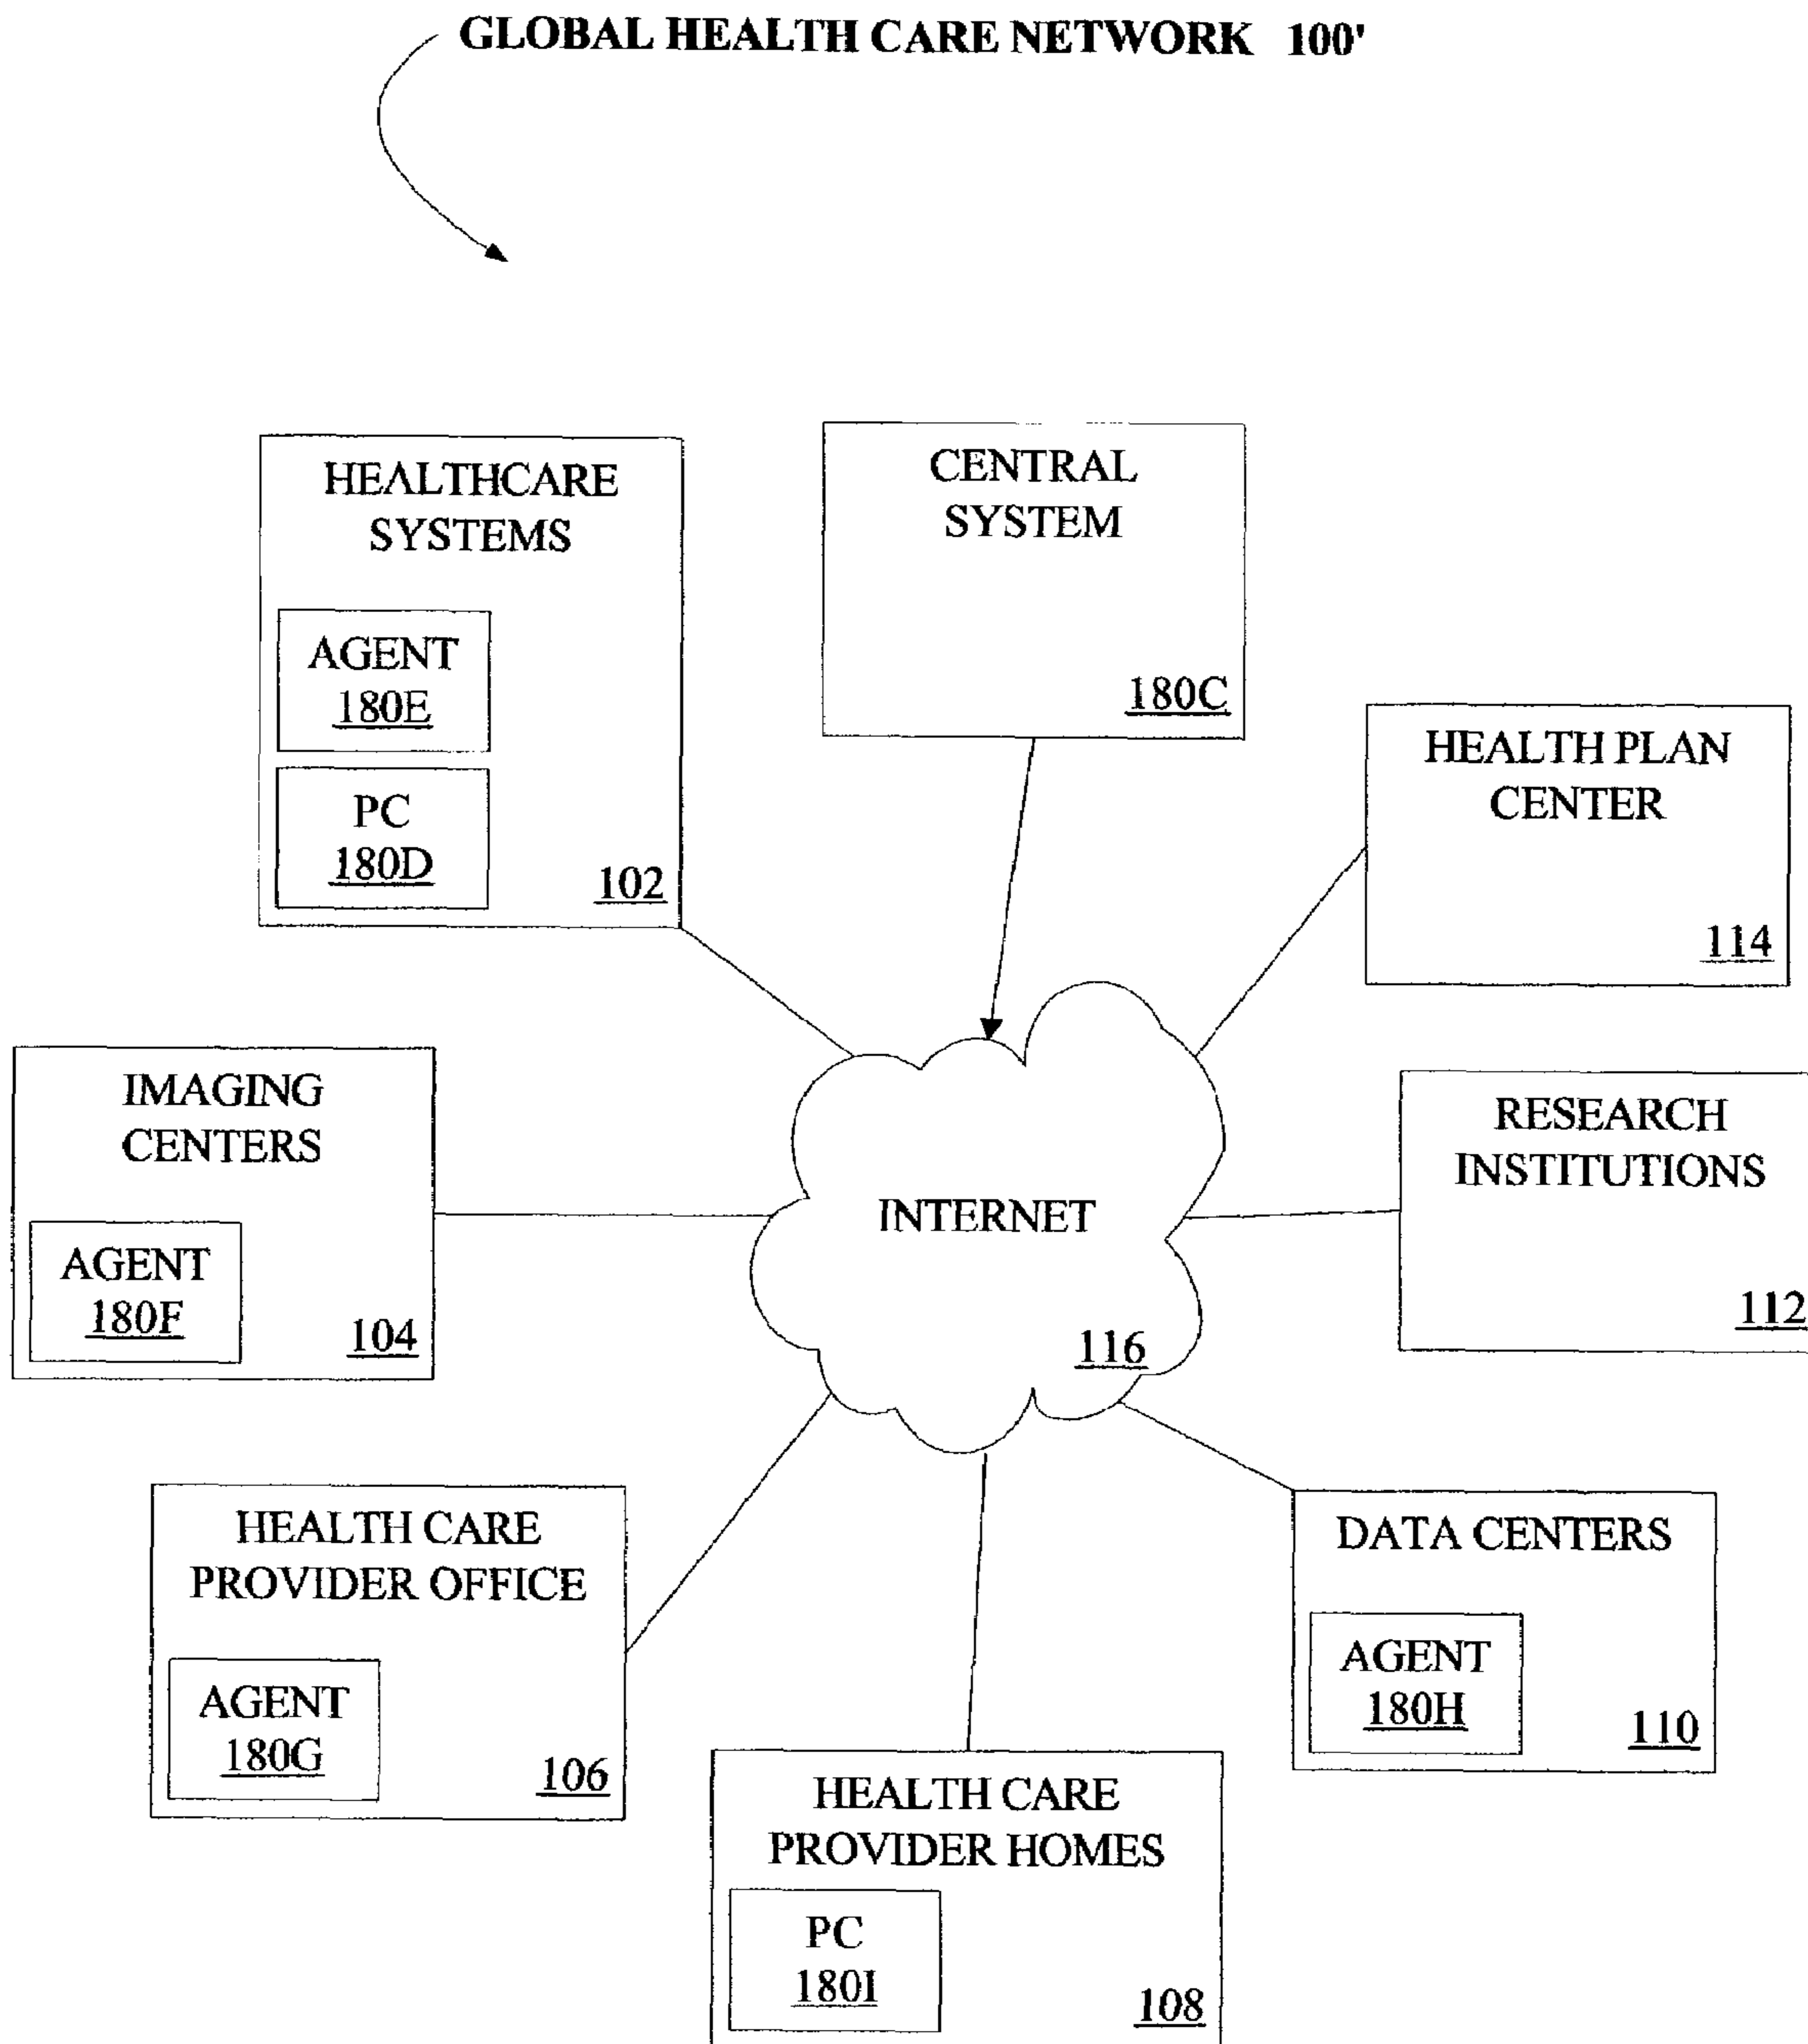 GLOBAL HEALTH CARE NETWORK 100'
HEALTHCARE
SYSTEMS
AGENT
180E
PC
180D
102
CENTRAL
SYSTEM
180C
HEALTH PLAN
CENTER
114
IMAGING
CENTERS
AGENT
180F
104
INTERNET
116
RESEARCH
INSTITUTIONS
112
HEALTH CARE
PROVIDER OFFICE
AGENT
180G
106
HEALTH CARE
PROVIDER HOMES
PC
180I
108
DATA CENTERS
AGENT
180H
110